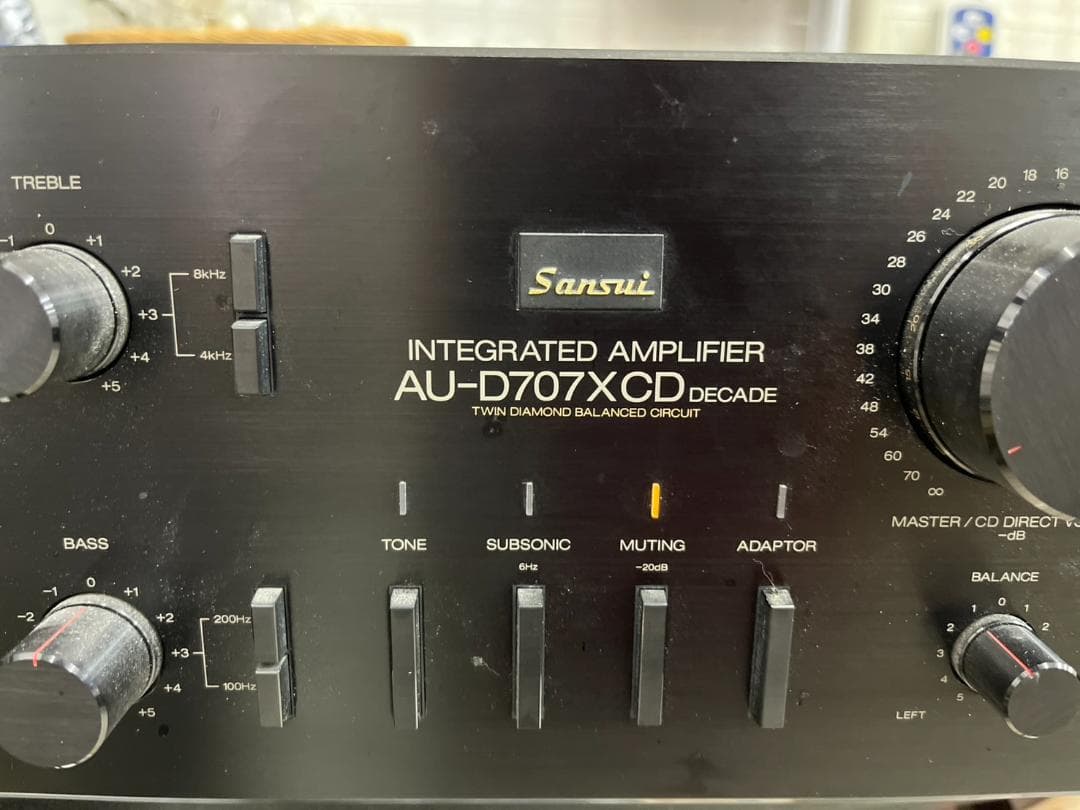 TREBLE
-1 0 +1 +2 +3 +4 +5
8kHz
4kHz
Sansui
INTEGRATED AMPLIFIER
AU-D707XCD DECADE
TWIN DIAMOND BALANCED CIRCUIT
16 18 20 22 24 26 28 30 34 38 42 48 54 60 70 ∞
MASTER / CD DIRECT
-dB
BASS
-2 -1 0 +1 +2 +3 +4 +5
200Hz
100Hz
TONE
SUBSONIC
6Hz
MUTING
-20dB
ADAPTOR
BALANCE
5 4 3 2 1 0 1 2
LEFT